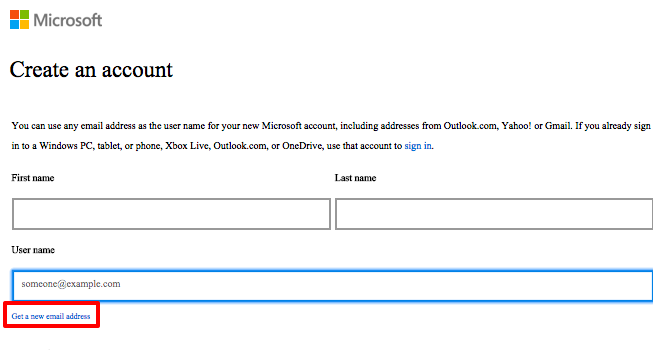 Microsoft
Create an account
You can use any email address as the user name for your new Microsoft account, including addresses from Outlook.com, Yahoo! or Gmail. If you already sign
in to a Windows PC, tablet, or phone, Xbox Live, Outlook.com, or OneDrive, use that account to sign in.
First name Last name
User name
someone@example.com
Get a new email address